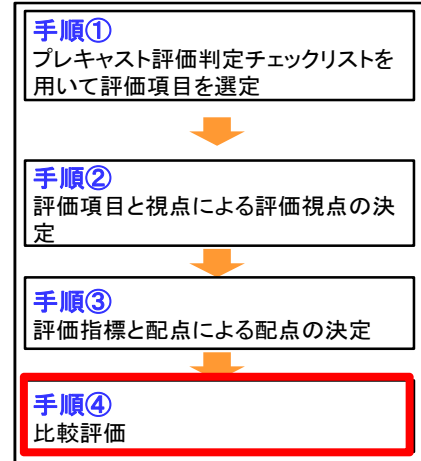 手順①
プレキャスト評価判定チェックリストを
用いて評価項目を選定
手順②
評価項目と視点による評価視点の決
定
手順③
評価指標と配点による配点の決定
手順④
比較評価